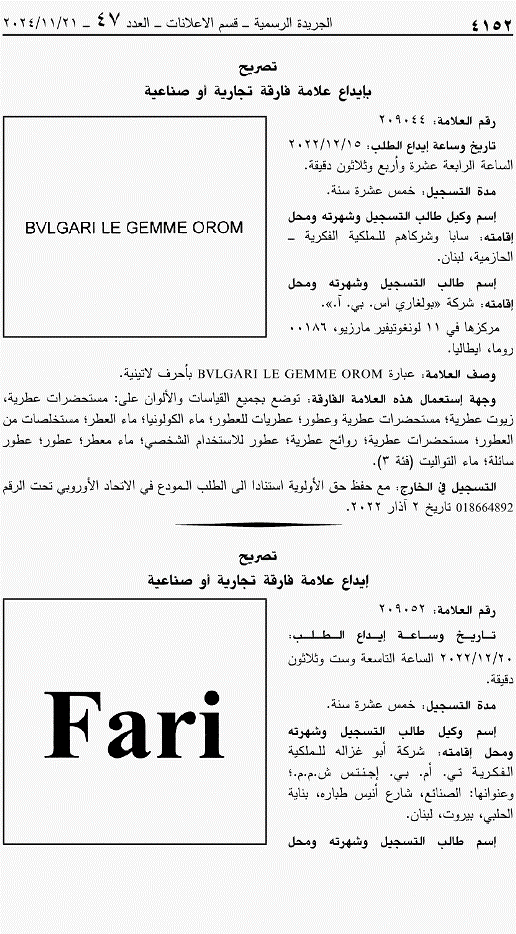 ٤١٥٢ الجريدة الرسمية ــ قسم الاعلانات ــ العدد ٤٧ ــ ٢٠٢٤/١١/٢١
تصريح
بإيداع علامة فارقة تجارية أو صناعية
رقم العلامة: ٢٠٩٠٤٤
تاريخ وساعة إيداع الطلب: ٢٠٢٢/١٢/١٥
الساعة الرابعة عشرة وأربع وثلاثون دقيقة.
مدة التسجيل: خمس عشرة سنة.
إسم وكيل طالب التسجيل وشهرته ومحل
إقامته: سابا وشركاهم للملكية الفكرية ــ
الحازمية، لبنان.
إسم طالب التسجيل وشهرته ومحل
إقامته: شركة «بولغاري اس. بي. آ.».
مركزها في ١١ لونغوتيفير مارزيو، ٠٠١٨٦
روما، ايطاليا.
BVLGARI LE GEMME OROM
وصف العلامة: عبارة BVLGARI LE GEMME OROM بأحرف لاتينية.
وجهة إستعمال هذه العلامة الفارقة: توضع بجميع القياسات والألوان على: مستحضرات عطرية،
زيوت عطرية؛ مستحضرات عطرية وعطور؛ عطريات للعطور؛ ماء الكولونيا؛ ماء العطر؛ مستخلصات من
العطور؛ مستحضرات عطرية؛ روائح عطرية؛ عطور للاستخدام الشخصي؛ ماء معطر؛ عطور؛ عطور
سائلة؛ ماء التواليت (فئة ٣).
التسجيل في الخارج: مع حفظ حق الأولوية استنادا الى الطلب المودع في الاتحاد الأوروبي تحت الرقم
018664892 تاريخ ٢ آذار ٢٠٢٢.
تصريح
إيداع علامة فارقة تجارية أو صناعية
رقم العلامة: ٢٠٩٠٥٢
تاريخ وساعة إيداع الطلب:
٢٠٢٢/١٢/٢٠ الساعة التاسعة وست وثلاثون
دقيقة.
مدة التسجيل: خمس عشرة سنة.
إسم وكيل طالب التسجيل وشهرته
ومحل إقامته: شركة أبو غزاله للملكية
الفكرية تي. أم. بي. إجنتس ش.م.م.؛
وعنوانها: الصنائع، شارع أنيس طباره، بناية
الحلبي، بيروت، لبنان.
إسم طالب التسجيل وشهرته ومحل
Fari